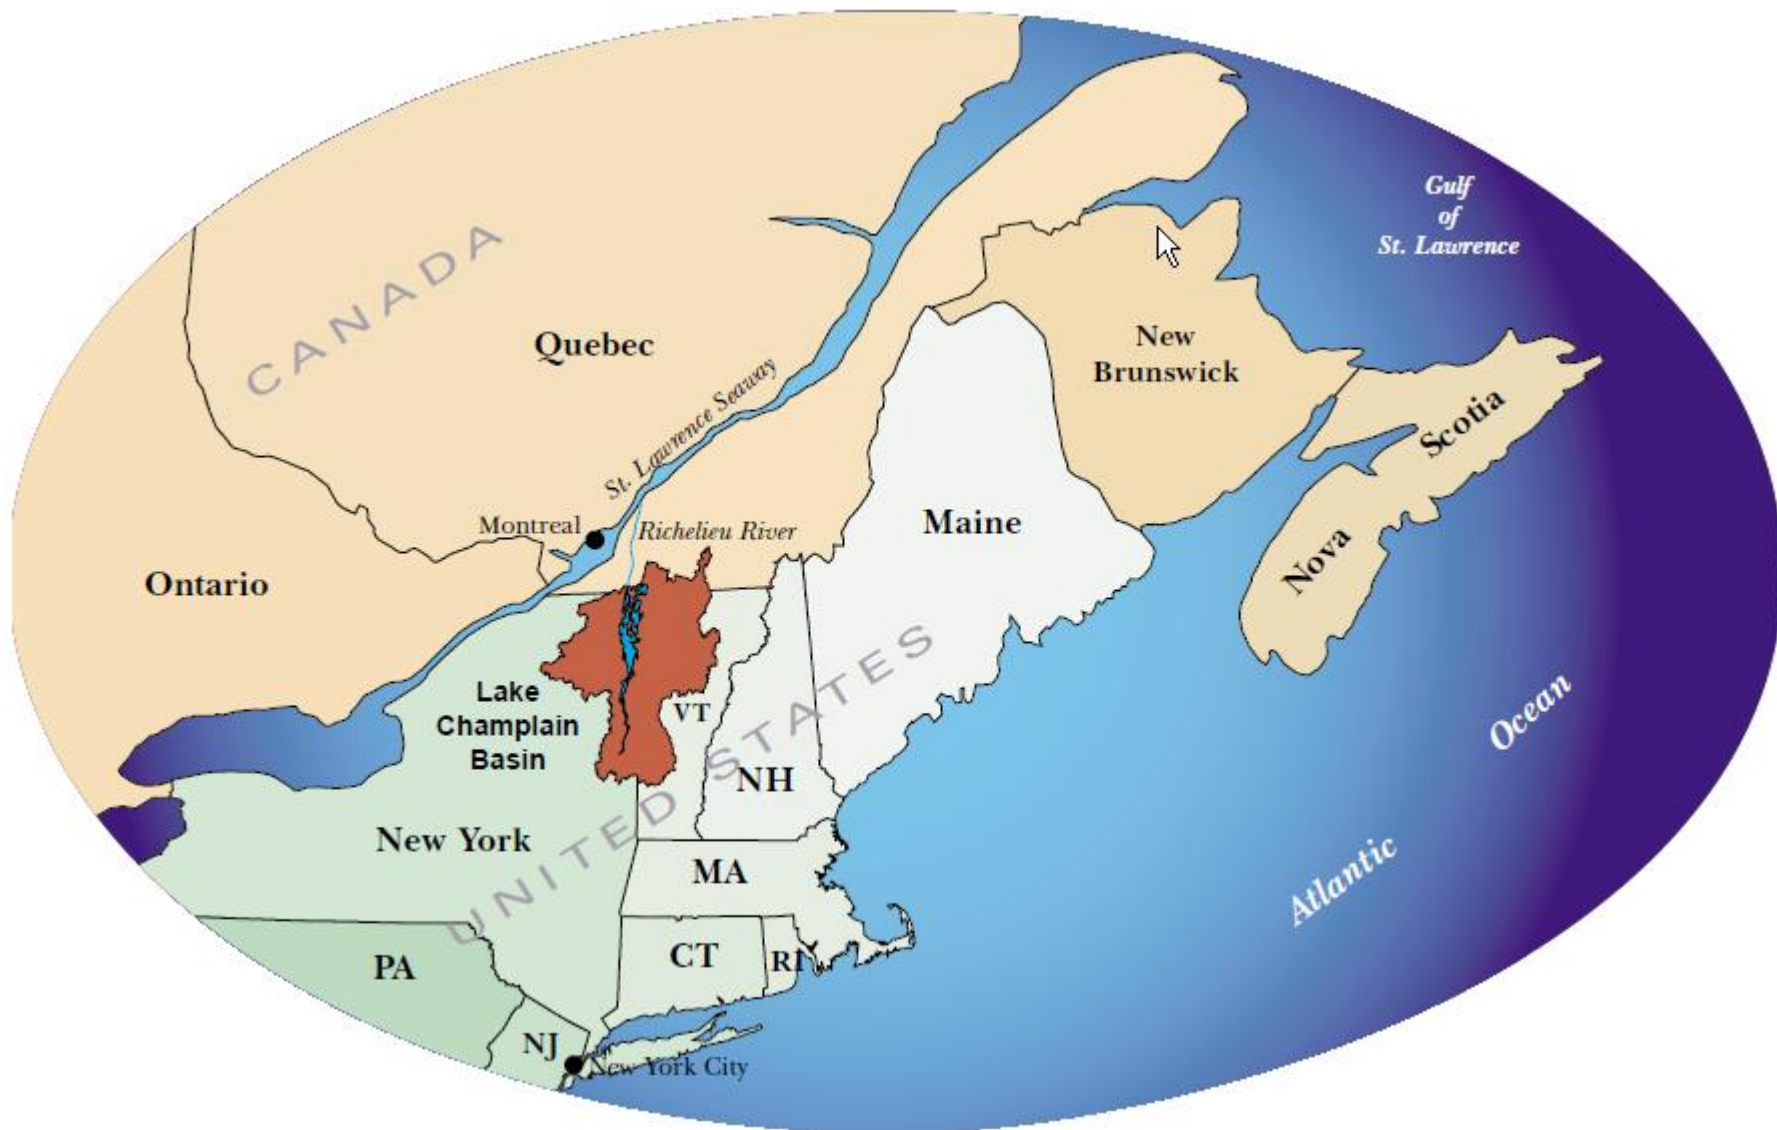 Gulf
of
St. Lawrence
CANADA
Quebec
New
Brunswick
St. Lawrence Seaway
Scotia
Nova
Montreal
Richelieu River
Maine
Ontario
Lake
Champlain
Basin
VT
UNITED STATES
NH
Ocean
Atlantic
New York
MA
PA
CT
RI
NJ
New York City